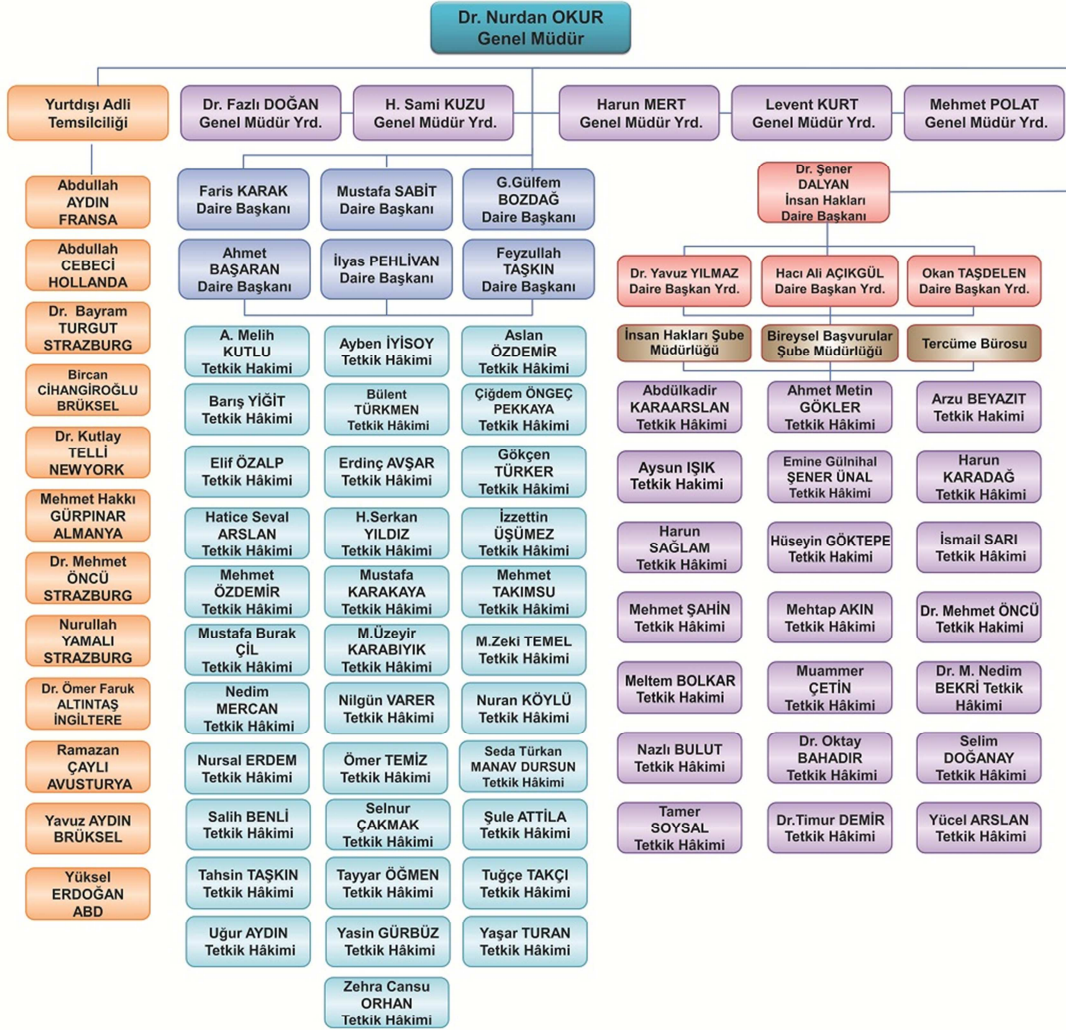 Dr. Nurdan OKUR
Genel Müdür
Yurtdışı Adli
Temsilciliği
Dr. Fazlı DOĞAN
Genel Müdür Yrd.
H. Sami KUZU
Genel Müdür Yrd.
Harun MERT
Genel Müdür Yrd.
Levent KURT
Genel Müdür Yrd.
Mehmet POLAT
Genel Müdür Yrd.
Abdullah
AYDIN
FRANSA
Abdullah
CEBECİ
HOLLANDA
Dr. Bayram
TURGUT
STRAZBURG
Bircan
CİHANGİROĞLU
BRÜKSEL
Dr. Kutlay
TELLİ
NEWYORK
Mehmet Hakkı
GÜRPINAR
ALMANYA
Dr. Mehmet
ÖNCÜ
STRAZBURG
Nurullah
YAMALI
STRAZBURG
Dr. Ömer Faruk
ALTINTAŞ
İNGİLTERE
Ramazan
ÇAYLI
AVUSTURYA
Yavuz AYDIN
BRÜKSEL
Yüksel
ERDOĞAN
ABD
Faris KARAK
Daire Başkanı
Mustafa SABİT
Daire Başkanı
G.Gülfem
BOZDAĞ
Daire Başkanı
Ahmet
BAŞARAN
Daire Başkanı
İlyas PEHLİVAN
Daire Başkanı
Feyzullah
TAŞKIN
Daire Başkanı
A. Melih
KUTLU
Tetkik Hakimi
Ayben İYİSOY
Tetkik Hâkimi
Aslan
ÖZDEMİR
Tetkik Hâkimi
Barış YİĞİT
Tetkik Hâkimi
Bülent
TÜRKMEN
Tetkik Hâkimi
Çiğdem ÖNGEÇ
PEKKAYA
Tetkik Hâkimi
Elif ÖZALP
Tetkik Hâkimi
Erdinç AVŞAR
Tetkik Hâkimi
Gökçen
TÜRKER
Tetkik Hâkimi
Hatice Seval
ARSLAN
Tetkik Hâkimi
H.Serkan
YILDIZ
Tetkik Hâkimi
İzzettin
ÜŞÜMEZ
Tetkik Hâkimi
Mehmet
ÖZDEMİR
Tetkik Hâkimi
Mustafa
KARAKAYA
Tetkik Hâkimi
Mehmet
TAKIMSU
Tetkik Hâkimi
Mustafa Burak
ÇİL
Tetkik Hâkimi
M.Üzeyir
KARABIYIK
Tetkik Hâkimi
M.Zeki TEMEL
Tetkik Hâkimi
Nedim
MERCAN
Tetkik Hâkimi
Nilgün VARER
Tetkik Hâkimi
Nuran KÖYLÜ
Tetkik Hâkimi
Nursal ERDEM
Tetkik Hâkimi
Ömer TEMİZ
Tetkik Hâkimi
Seda Türkan
MANAV DURSUN
Tetkik Hâkimi
Salih BENLİ
Tetkik Hâkimi
Selnur
ÇAKMAK
Tetkik Hâkimi
Şule ATTİLA
Tetkik Hâkimi
Tahsin TAŞKIN
Tetkik Hâkimi
Tayyar ÖĞMEN
Tetkik Hâkimi
Tuğçe TAKÇI
Tetkik Hâkimi
Uğur AYDIN
Tetkik Hâkimi
Yasin GÜRBÜZ
Tetkik Hâkimi
Yaşar TURAN
Tetkik Hâkimi
Zehra Cansu
ORHAN
Tetkik Hâkimi
Dr. Şener
DALYAN
İnsan Hakları
Daire Başkanı
Dr. Yavuz YILMAZ
Daire Başkan Yrd.
Hacı Ali AÇIKGÜL
Daire Başkan Yrd.
Okan TAŞDELEN
Daire Başkan Yrd.
İnsan Hakları Şube
Müdürlüğü
Bireysel Başvurular
Şube Müdürlüğü
Tercüme Bürosu
Abdülkadir
KARAARSLAN
Tetkik Hâkimi
Ahmet Metin
GÖKLER
Tetkik Hâkimi
Arzu BEYAZIT
Tetkik Hakimi
Aysun IŞIK
Tetkik Hakimi
Emine Gülnihal
ŞENER ÜNAL
Tetkik Hâkimi
Harun
KARADAĞ
Tetkik Hâkimi
Harun
SAĞLAM
Tetkik Hâkimi
Hüseyin GÖKTEPE
Tetkik Hakimi
İsmail SARI
Tetkik Hâkimi
Mehmet ŞAHİN
Tetkik Hâkimi
Mehtap AKIN
Tetkik Hâkimi
Dr. Mehmet ÖNCÜ
Tetkik Hakimi
Meltem BOLKAR
Tetkik Hakimi
Muammer
ÇETİN
Tetkik Hâkimi
Dr. M. Nedim
BEKRİ Tetkik
Hâkimi
Nazlı BULUT
Tetkik Hâkimi
Dr. Oktay
BAHADIR
Tetkik Hâkimi
Selim
DOĞANAY
Tetkik Hâkimi
Tamer
SOYSAL
Tetkik Hâkimi
Dr.Timur DEMİR
Tetkik Hâkimi
Yücel ARSLAN
Tetkik Hâkimi